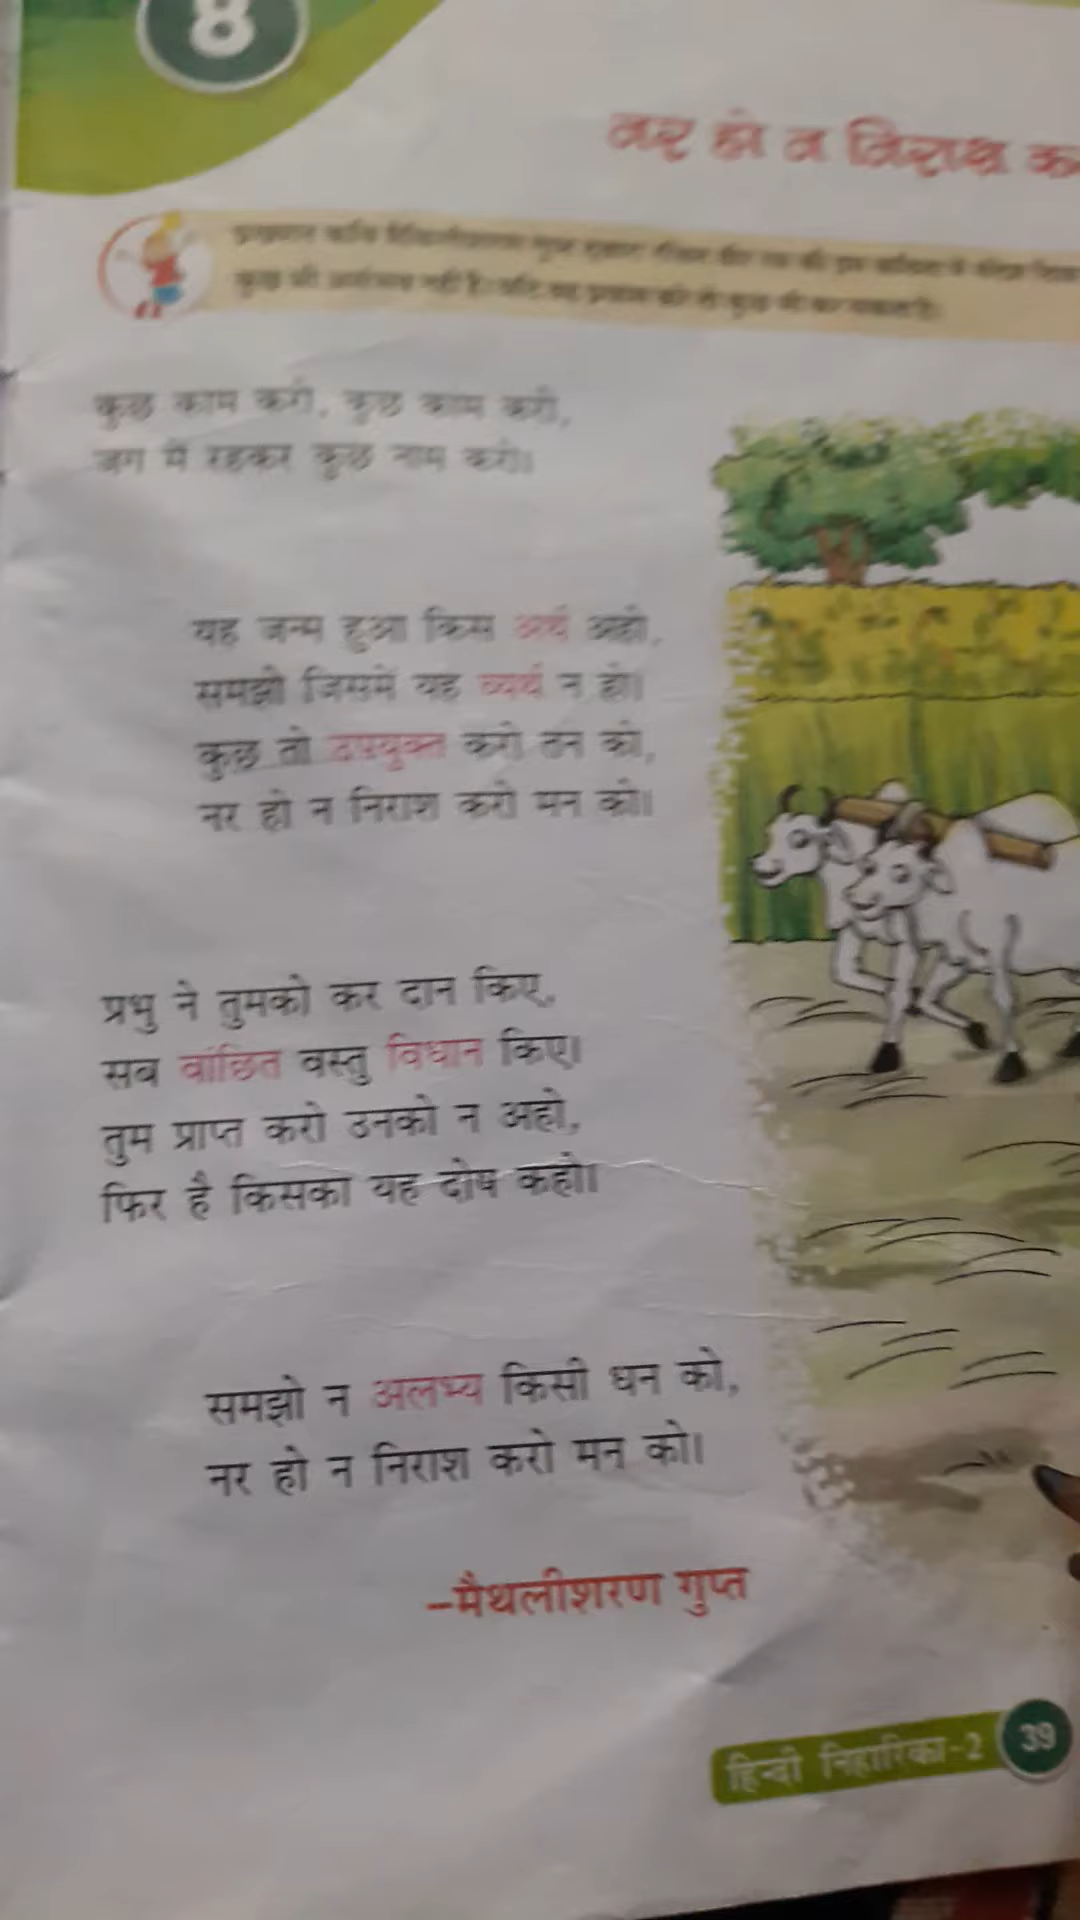 8
नर हो न निराश
कुछ काम करो, कुछ काम करो,
जग में रहकर कुछ नाम करो।
यह जन्म हुआ किस अर्थ अहो,
समझो जिसमें यह व्यर्थ न हो।
कुछ तो उपयुक्त करो तन को,
नर हो न निराश करो मन को।
प्रभु ने तुमको कर दान किए,
सब वांछित वस्तु विधान किए।
तुम प्राप्त करो उनको न अहो,
फिर है किसका यह दोष कहो।
समझो न अलभ्य किसी धन को,
नर हो न निराश करो मन को।
–मैथलीशरण गुप्त
हिन्दी निहारिका-2 39